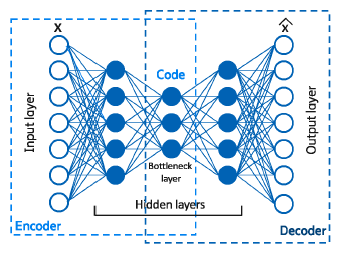 x
x̂
Code
Input layer
Output layer
Bottleneck
layer
Hidden layers
Encoder
Decoder